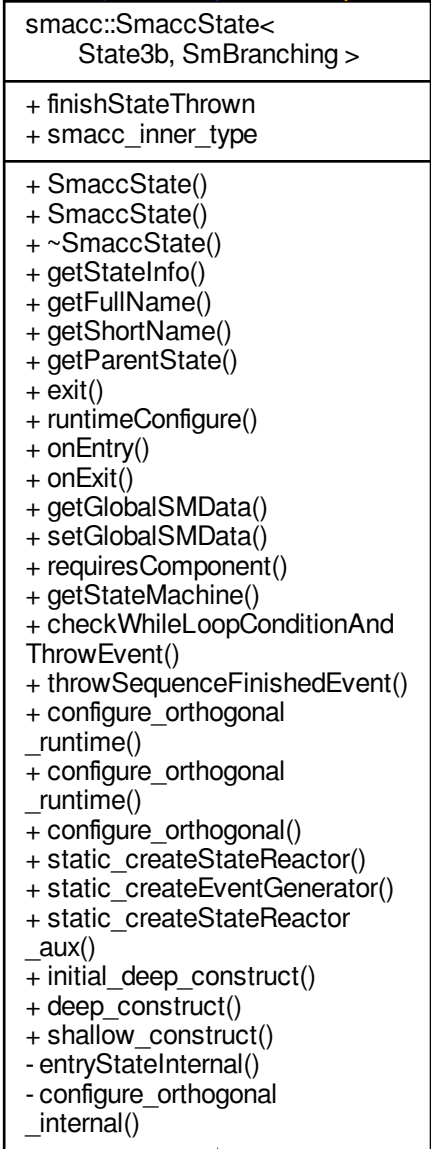 smacc::SmaccState<
State3b, SmBranching >
+ finishStateThrown
+ smacc_inner_type
+ SmaccState()
+ SmaccState()
+ ~SmaccState()
+ getStateInfo()
+ getFullName()
+ getShortName()
+ getParentState()
+ exit()
+ runtimeConfigure()
+ onEntry()
+ onExit()
+ getGlobalSMData()
+ setGlobalSMData()
+ requiresComponent()
+ getStateMachine()
+ checkWhileLoopConditionAnd
ThrowEvent()
+ throwSequenceFinishedEvent()
+ configure_orthogonal
_runtime()
+ configure_orthogonal
_runtime()
+ configure_orthogonal()
+ static_createStateReactor()
+ static_createEventGenerator()
+ static_createStateReactor
_aux()
+ initial_deep_construct()
+ deep_construct()
+ shallow_construct()
- entryStateInternal()
- configure_orthogonal
_internal()